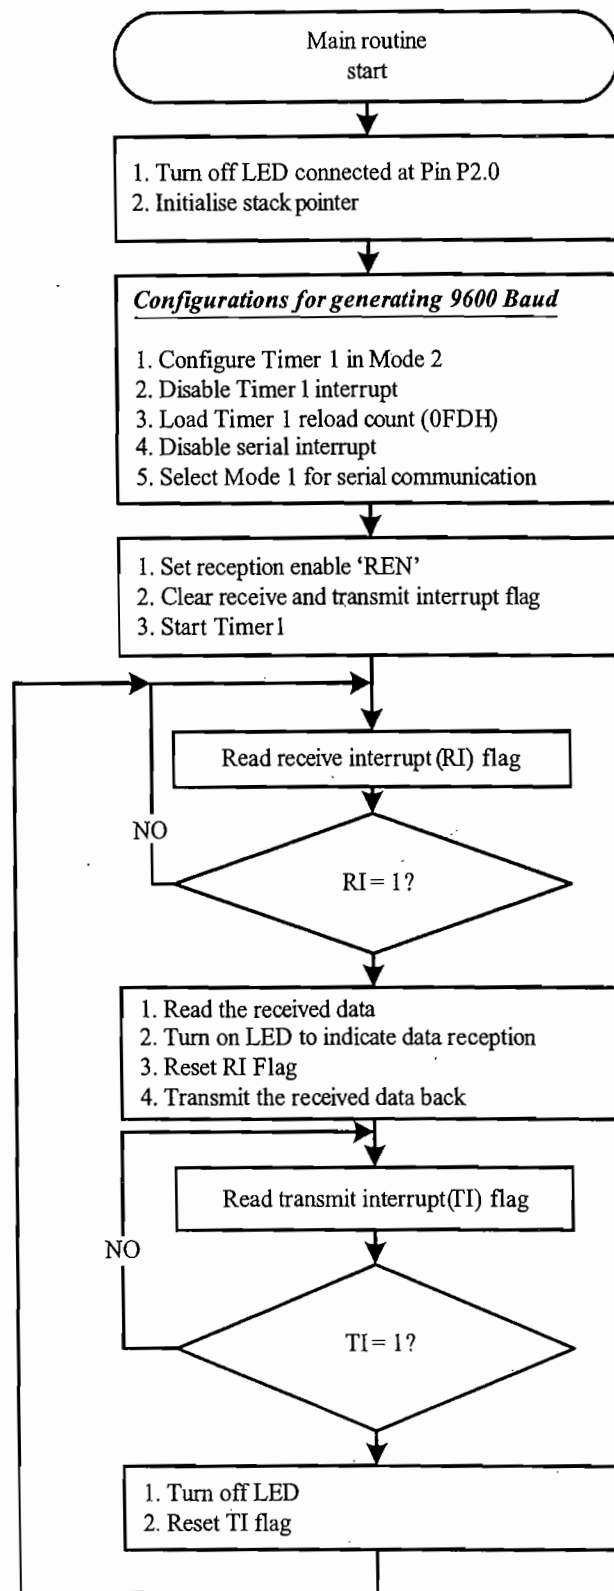 Main routine
start
1. Turn off LED connected at Pin P2.0
2. Initialise stack pointer
Configurations for generating 9600 Baud
1. Configure Timer 1 in Mode 2
2. Disable Timer 1 interrupt
3. Load Timer 1 reload count (0FDH)
4. Disable serial interrupt
5. Select Mode 1 for serial communication
1. Set reception enable ‘REN’
2. Clear receive and transmit interrupt flag
3. Start Timer1
Read receive interrupt (RI) flag
NO
RI = 1?
1. Read the received data
2. Turn on LED to indicate data reception
3. Reset RI Flag
4. Transmit the received data back
Read transmit interrupt(TI) flag
NO
TI = 1?
1. Turn off LED
2. Reset TI flag